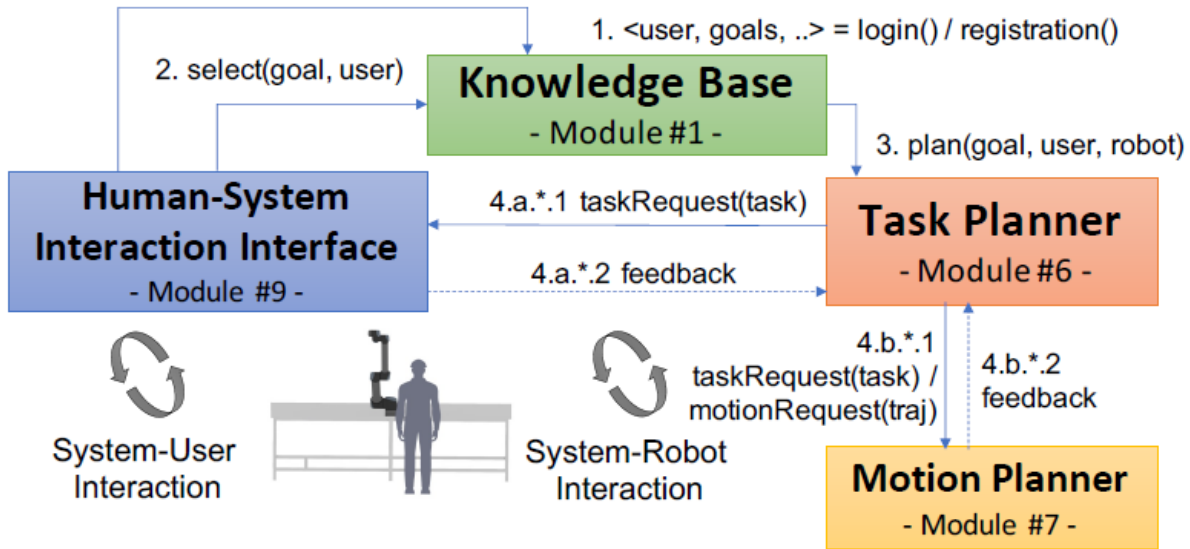 1. <user, goals, ..> = login() / registration()
2. select(goal, user)
Knowledge Base
- Module #1 -
3. plan(goal, user, robot)
Human-System
Interaction Interface
- Module #9 -
4.a.*.1 taskRequest(task)
4.a.*.2 feedback
Task Planner
- Module #6 -
4.b.*.1
taskRequest(task) /
motionRequest(traj)
4.b.*.2
feedback
System-User
Interaction
System-Robot
Interaction
Motion Planner
- Module #7 -